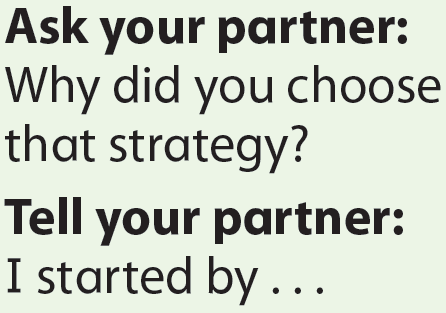 Ask your partner:
Why did you choose
that strategy?
Tell your partner:
I started by . . .